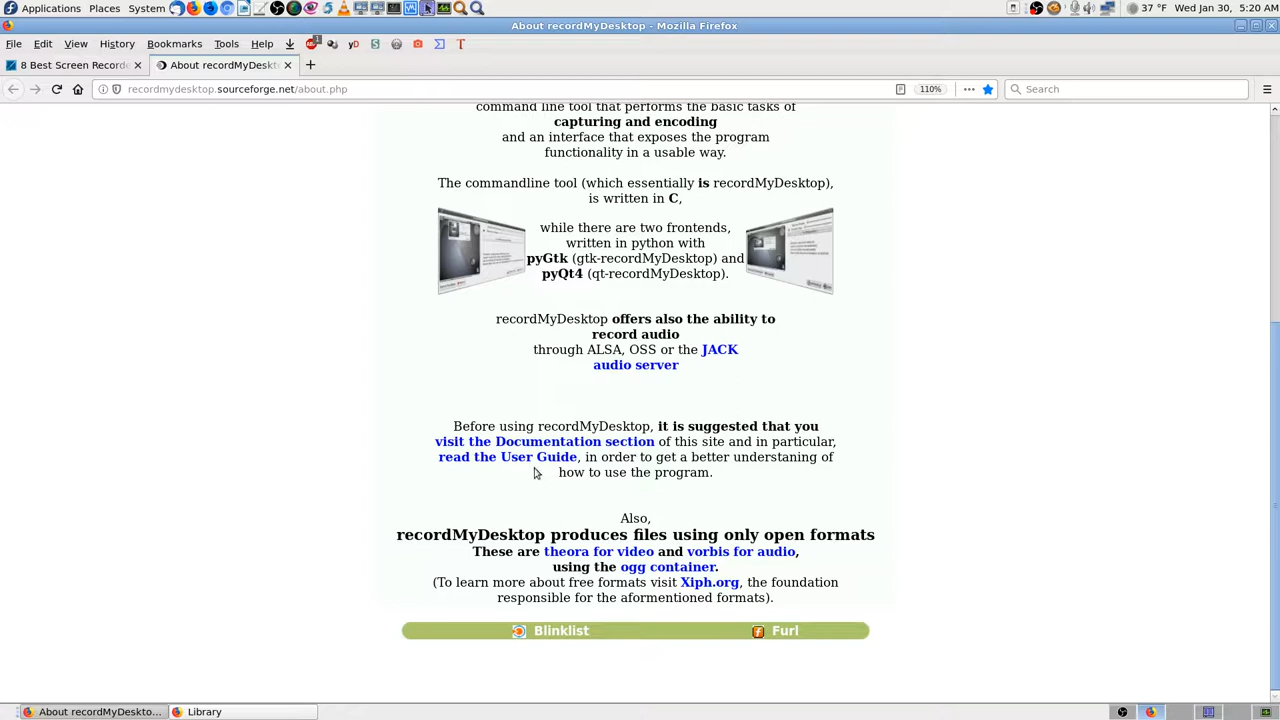 Applications Places System 37 °F Wed Jan 30, 5:20 AM
About recordMyDesktop - Mozilla Firefox
File Edit View History Bookmarks Tools Help 1 yD S T
8 Best Screen Recorde × About recordMyDeskt × +
recordmydesktop.sourceforge.net/about.php 110% Search
command line tool that performs the basic tasks of
capturing and encoding
and an interface that exposes the program
functionality in a usable way.
The commandline tool (which essentially is recordMyDesktop),
is written in C,
while there are two frontends,
written in python with
pyGtk (gtk-recordMyDesktop) and
pyQt4 (qt-recordMyDesktop).
recordMyDesktop offers also the ability to
record audio
through ALSA, OSS or the JACK
audio server
Before using recordMyDesktop, it is suggested that you
visit the Documentation section of this site and in particular,
read the User Guide, in order to get a better understaning of
how to use the program.
Also,
recordMyDesktop produces files using only open formats
These are theora for video and vorbis for audio,
using the ogg container.
(To learn more about free formats visit Xiph.org, the foundation
responsible for the aformentioned formats).
Blinklist f Furl
About recordMyDeskto... Library